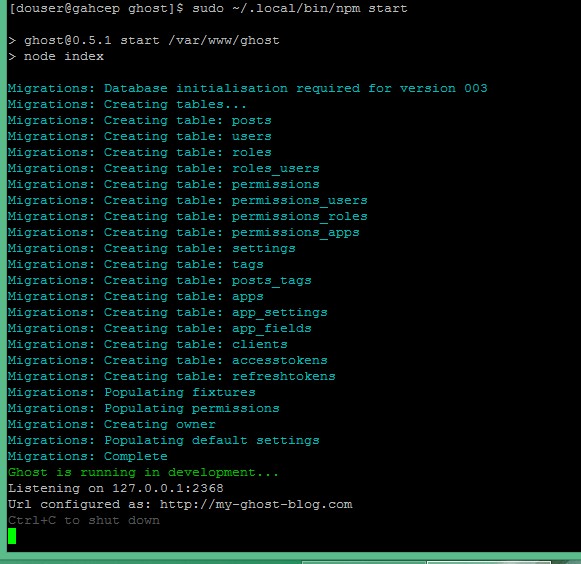 [douser@gahcep ghost]$ sudo ~/.local/bin/npm start
> ghost@0.5.1 start /var/www/ghost
> node index
Migrations: Database initialisation required for version 003
Migrations: Creating tables...
Migrations: Creating table: posts
Migrations: Creating table: users
Migrations: Creating table: roles
Migrations: Creating table: roles_users
Migrations: Creating table: permissions
Migrations: Creating table: permissions_users
Migrations: Creating table: permissions_roles
Migrations: Creating table: permissions_apps
Migrations: Creating table: settings
Migrations: Creating table: tags
Migrations: Creating table: posts_tags
Migrations: Creating table: apps
Migrations: Creating table: app_settings
Migrations: Creating table: app_fields
Migrations: Creating table: clients
Migrations: Creating table: accesstokens
Migrations: Creating table: refreshtokens
Migrations: Populating fixtures
Migrations: Populating permissions
Migrations: Creating owner
Migrations: Populating default settings
Migrations: Complete
Ghost is running in development...
Listening on 127.0.0.1:2368
Url configured as: http://my-ghost-blog.com
Ctrl+C to shut down